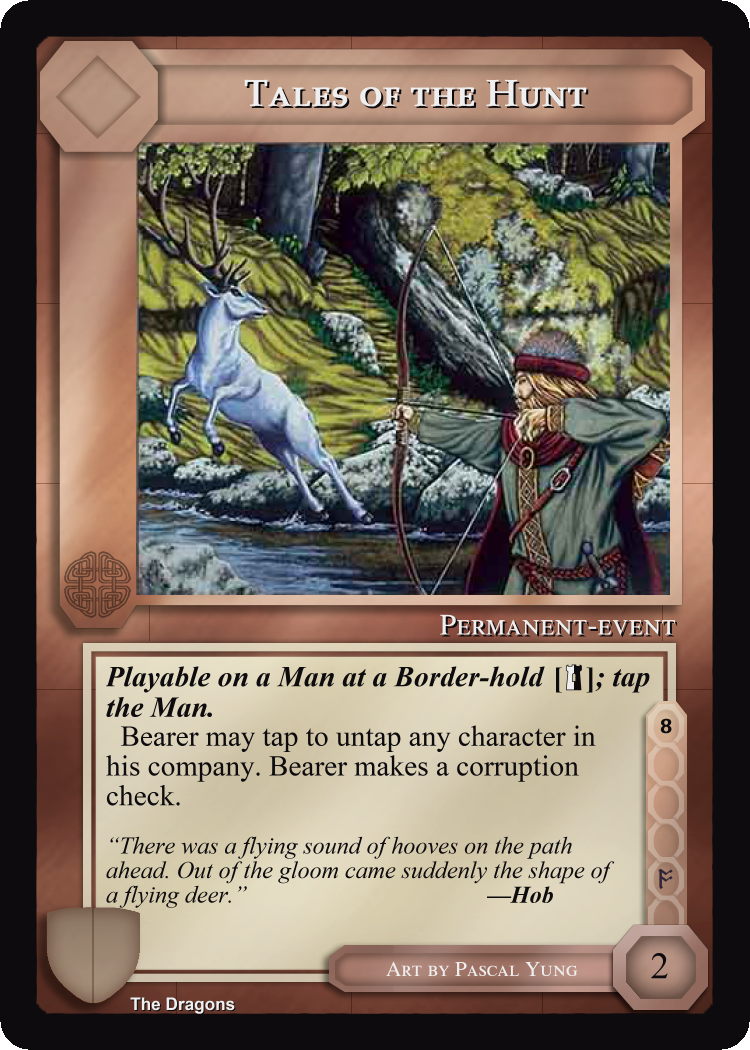 Tales of the Hunt
Permanent-event
Playable on a Man at a Border-hold []; tap
the Man.
Bearer may tap to untap any character in
his company. Bearer makes a corruption
check.
8
“There was a flying sound of hooves on the path
ahead. Out of the gloom came suddenly the shape of
a flying deer.” —Hob
Art by Pascal Yung
2
The Dragons